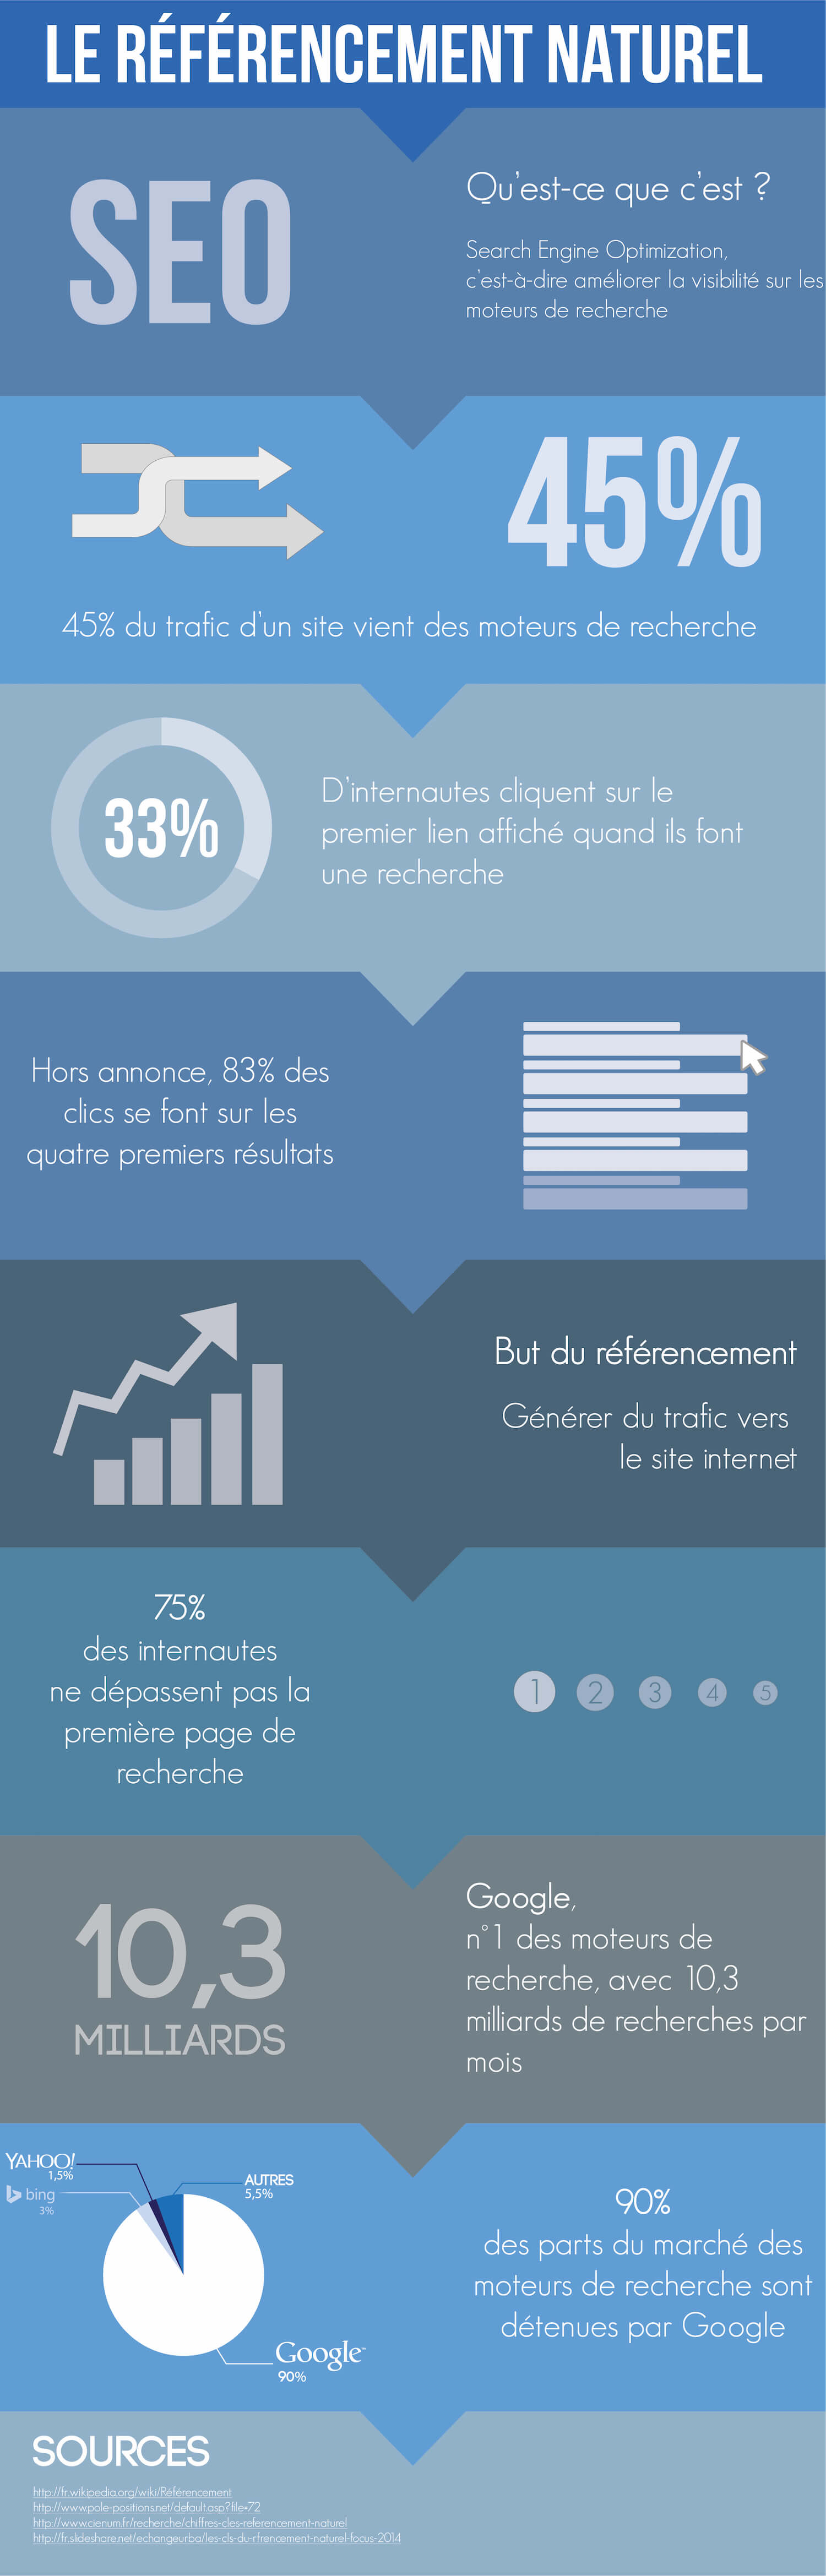 LE RÉFÉRENCEMENT NATUREL
SEO
Qu'est-ce que c'est ?
Search Engine Optimization,
c'est-à-dire améliorer la visibilité sur les
moteurs de recherche
45%
45% du trafic d'un site vient des moteurs de recherche
33%
D'internautes cliquent sur le
premier lien affiché quand ils font
une recherche
Hors annonce, 83% des
clics se font sur les
quatre premiers résultats
But du référencement
Générer du trafic vers
le site internet
75%
des internautes
ne dépassent pas la
première page de
recherche
1 2 3 4 5
10,3
MILLIARDS
Google,
n°1 des moteurs de
recherche, avec 10,3
milliards de recherches par
mois
YAHOO!
1,5%
bing
3%
AUTRES
5,5%
Google™
90%
90%
des parts du marché des
moteurs de recherche sont
détenues par Google
SOURCES
http://fr.wikipedia.org/wiki/Référencement
http://www.pole-positions.net/default.asp?file=72
http://www.cienum.fr/recherche/chiffres-cles-referencement-naturel
http://fr.slideshare.net/echangeurba/les-cls-du-rfrencement-naturel-focus-2014